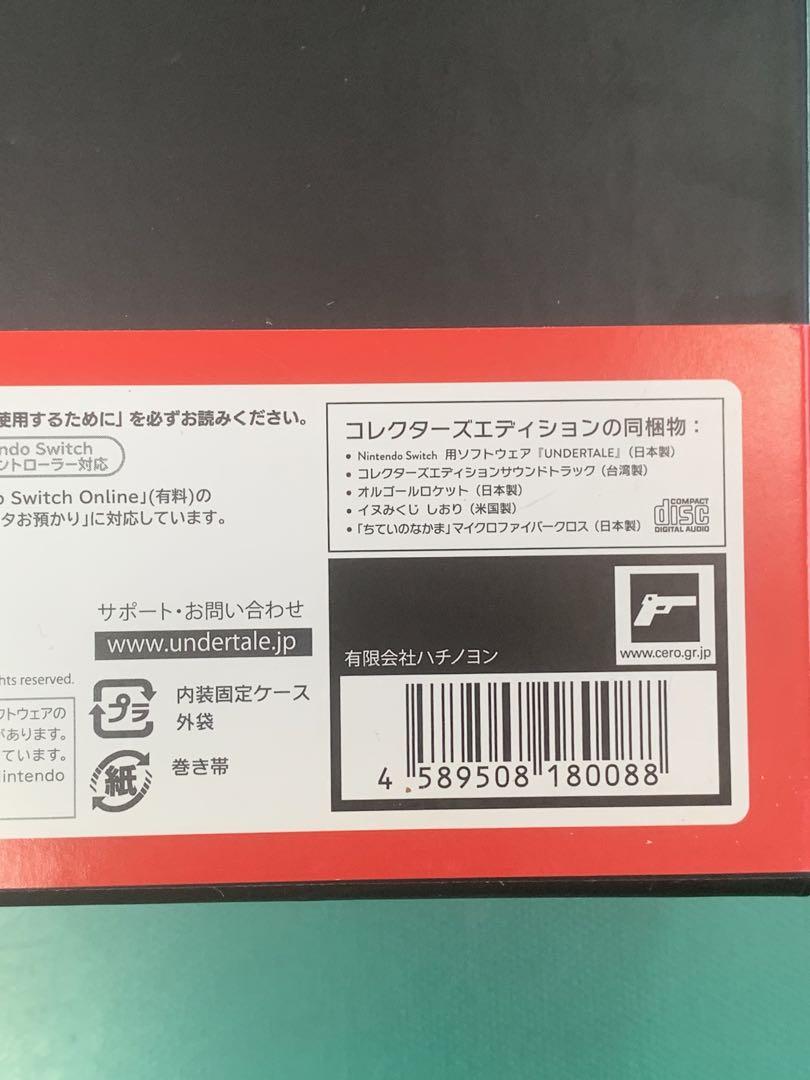 使用するために」を必ずお読みください。
ndo Switch
ントローラー対応
o Switch Online」(有料)の
タお預かり」に対応しています。
コレクターズエディションの同梱物：
• Nintendo Switch 用ソフトウェア『UNDERTALE』（日本製）
• コレクターズエディションサウンドトラック（台湾製）
• オルゴールロケット（日本製）
• イヌみくじ しおり（米国製）
• 「ちていのなかま」マイクロファイバークロス（日本製）
COMPACT
disc
DIGITAL AUDIO
サポート・お問い合わせ
www.undertale.jp
hts reserved.
フトウェアの
があります。
ています。
Nintendo
プラ
内装固定ケース
外袋
紙
巻き帯
www.cero.gr.jp
有限会社ハチノヨン
4 589508 180088